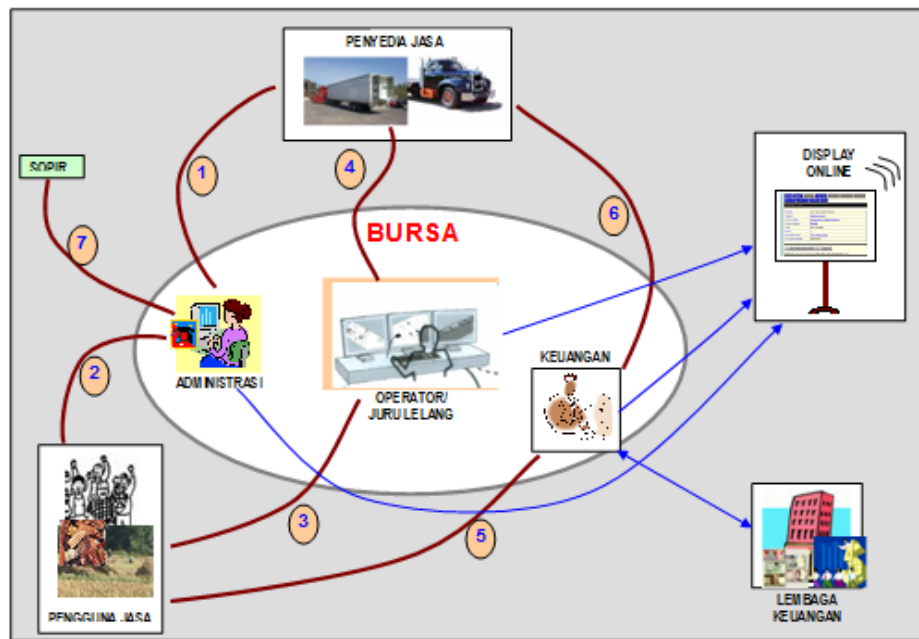 PENYEDIA JASA
DISPLAY
ONLINE
1
4
SOPIR
6
BURSA
7
KEUANGAN
2
ADMINISTRASI
OPERATOR/
JURU LELANG
3
5
PENGGUNA JASA
LEMBAGA
KEUANGAN